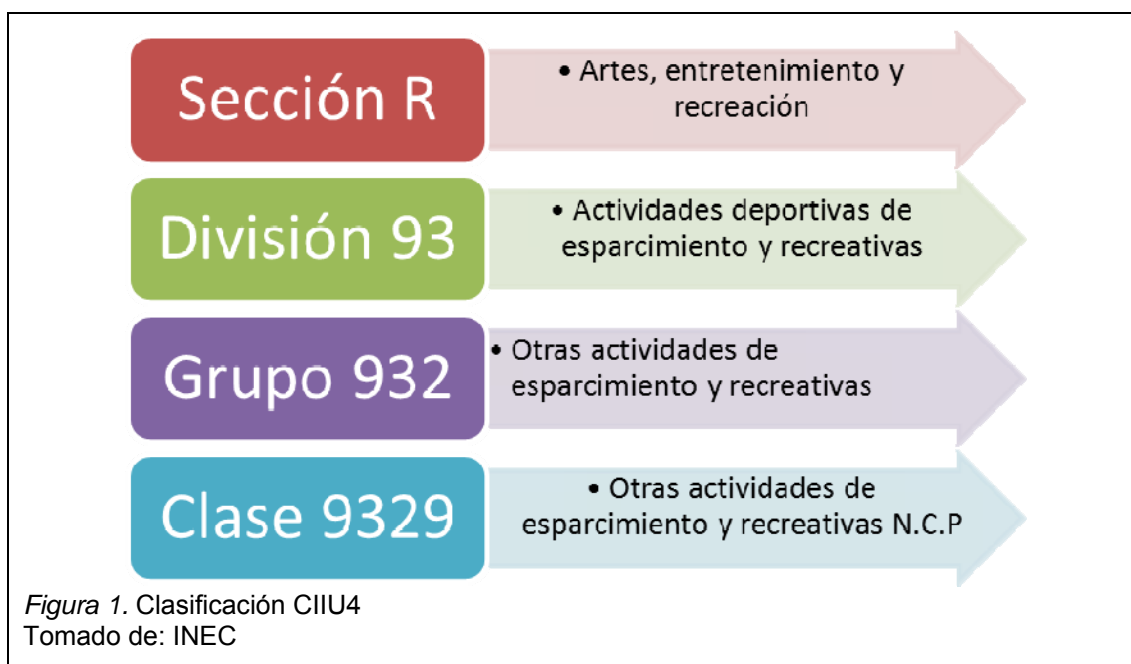 Sección R
• Artes, entretenimiento y
recreación
División 93
• Actividades deportivas de
esparcimiento y recreativas
Grupo 932
• Otras actividades de
esparcimiento y recreativas
Clase 9329
• Otras actividades de
esparcimiento y recreativas N.C.P
Figura 1. Clasificación CIIU4
Tomado de: INEC